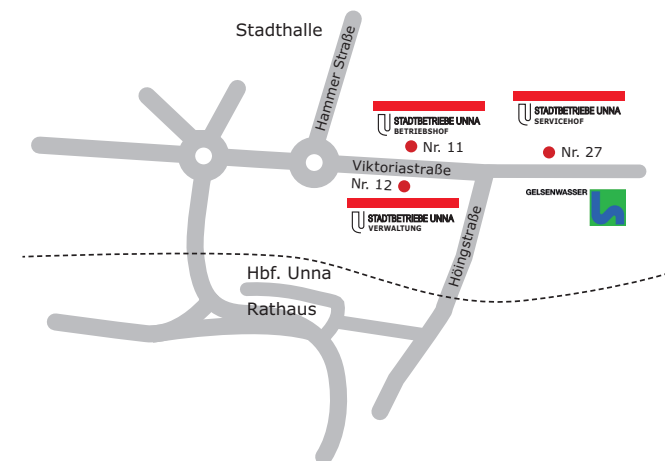 Stadthalle
Hammer Straße
STADTBETRIEBE UNNA
BETRIEBSHOF
Nr. 11
STADTBETRIEBE UNNA
SERVICEHOF
Nr. 27
Viktoriastraße
Nr. 12
STADTBETRIEBE UNNA
VERWALTUNG
GELSENWASSER
Höingstraße
Hbf. Unna
Rathaus